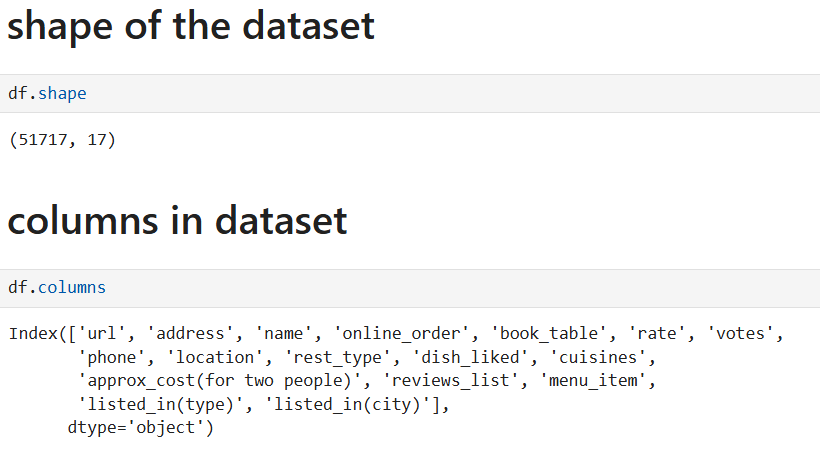 shape of the dataset
df.shape
(51717, 17)
columns in dataset
df.columns
Index(['url', 'address', 'name', 'online_order', 'book_table', 'rate', 'votes',
'phone', 'location', 'rest_type', 'dish_liked', 'cuisines',
'approx_cost(for two people)', 'reviews_list', 'menu_item',
'listed_in(type)', 'listed_in(city)'],
dtype='object')